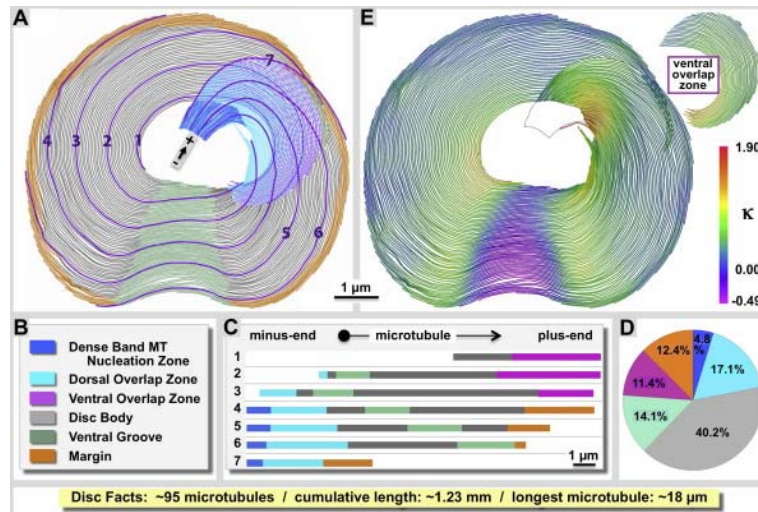 A
E
7
ventral
overlap
zone
4
3
2
1
+
-
5
6
1 µm
1.90
κ
0.00
-0.49
B
Dense Band MT
Nucleation Zone
Dorsal Overlap Zone
Ventral Overlap Zone
Disc Body
Ventral Groove
Margin
C
minus-end
microtubule
plus-end
1
2
3
4
5
6
7
1 µm
D
4.8
%
12.4%
17.1%
11.4%
14.1%
40.2%
Disc Facts: ~95 microtubules / cumulative length: ~1.23 mm / longest microtubule: ~18 µm